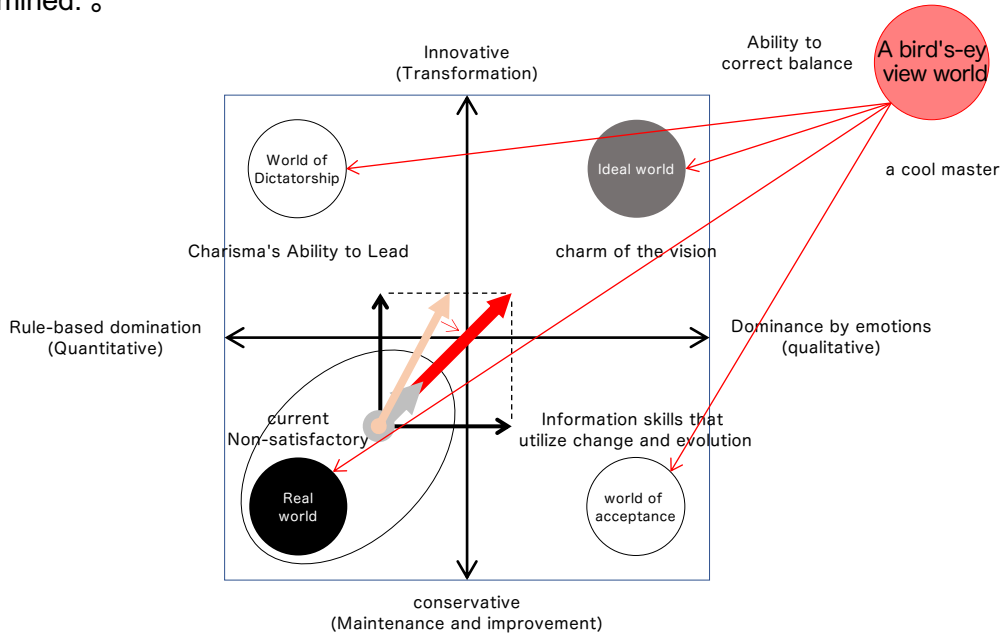 mined. 。
Innovative
(Transformation)
Ability to
correct balance
A bird's-ey
view world
World of
Dictatorship
Ideal world
a cool master
Charisma's Ability to Lead
charm of the vision
Rule-based domination
(Quantitative)
Dominance by emotions
(qualitative)
current
Non-satisfactory
Information skills that
utilize change and evolution
Real
world
world of
acceptance
conservative
(Maintenance and improvement)